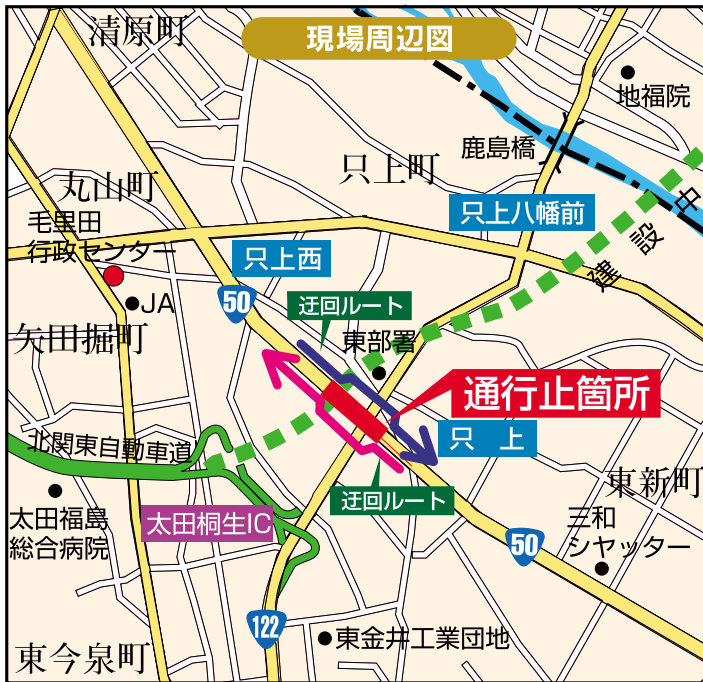 清原町
現場周辺図
地福院
鹿島橋
只上町
丸山町
只上八幡前
毛里田
行政センター
只上西
建設中
JA
50
迂回ルート
矢田掘町
東部署
通行止箇所
北関東自動車道
只 上
東新町
迂回ルート
太田福島
総合病院
太田桐生IC
三和
シヤッター
50
122
東金井工業団地
東今泉町